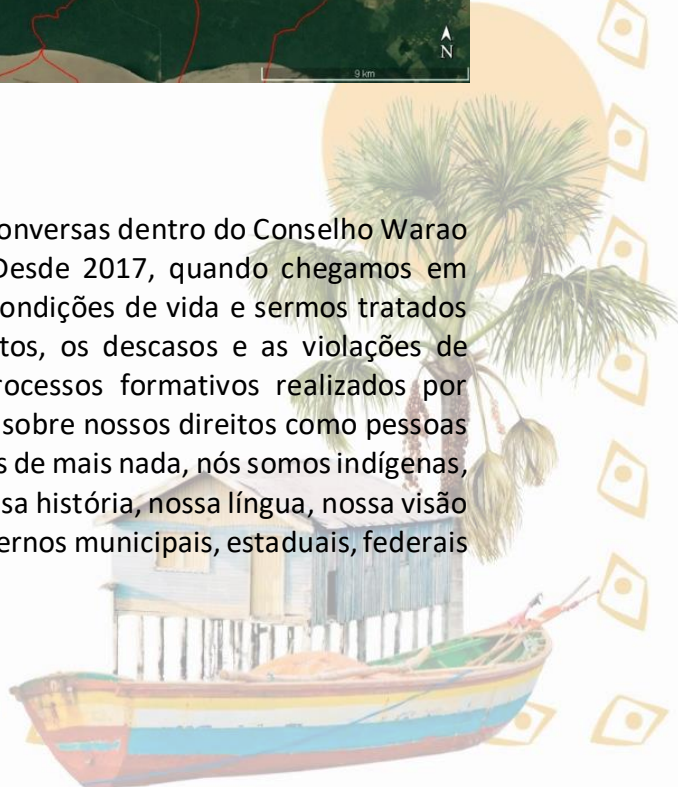 N
9 km
onversas dentro do Conselho Warao
Desde 2017, quando chegamos em
ondições de vida e sermos tratados
tos, os descasos e as violações de
rocessos formativos realizados por
sobre nossos direitos como pessoas
s de mais nada, nós somos indígenas,
sa história, nossa língua, nossa visão
ernos municipais, estaduais, federais